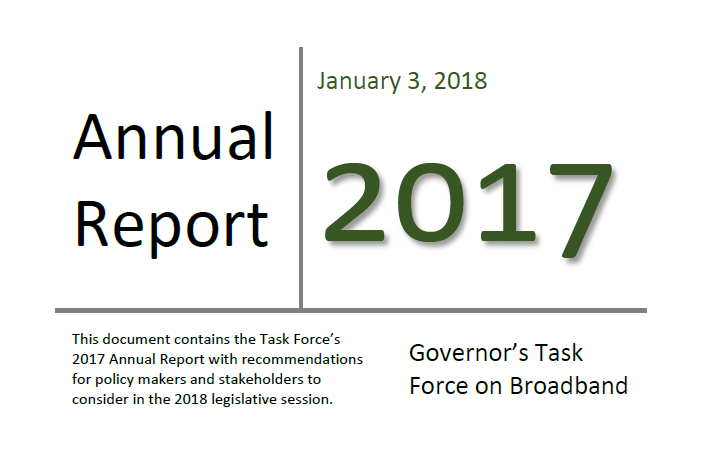 Annual
Report
January 3, 2018
2017
This document contains the Task Force’s
2017 Annual Report with recommendations
for policy makers and stakeholders to
consider in the 2018 legislative session.
Governor’s Task
Force on Broadband